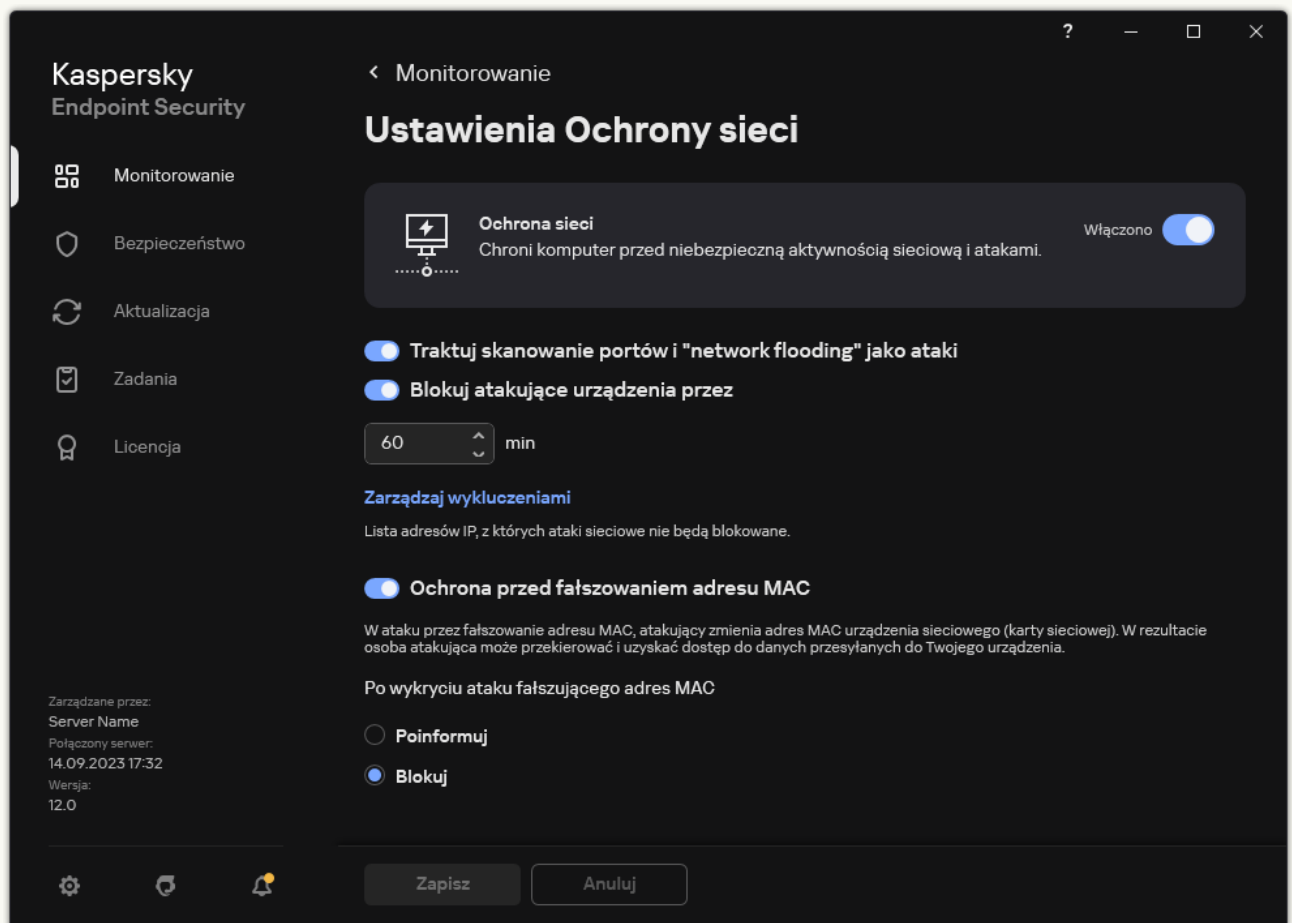 ?
Kaspersky
Endpoint Security
Monitorowanie
Bezpieczeństwo
Aktualizacja
Zadania
Licencja
Zarządzane przez:
Server Name
Połączony serwer:
14.09.2023 17:32
Wersja:
12.0
Monitorowanie
Ustawienia Ochrony sieci
Ochrona sieci
Chroni komputer przed niebezpieczną aktywnością sieciową i atakami.
Włączono
Traktuj skanowanie portów i "network flooding" jako ataki
Blokuj atakujące urządzenia przez
60 min
Zarządzaj wykluczeniami
Lista adresów IP, z których ataki sieciowe nie będą blokowane.
Ochrona przed fałszowaniem adresu MAC
W ataku przez fałszowanie adresu MAC, atakujący zmienia adres MAC urządzenia sieciowego (karty sieciowej). W rezultacie
osoba atakująca może przekierować i uzyskać dostęp do danych przesyłanych do Twojego urządzenia.
Po wykryciu ataku fałszującego adres MAC
Poinformuj
Blokuj
Zapisz
Anuluj